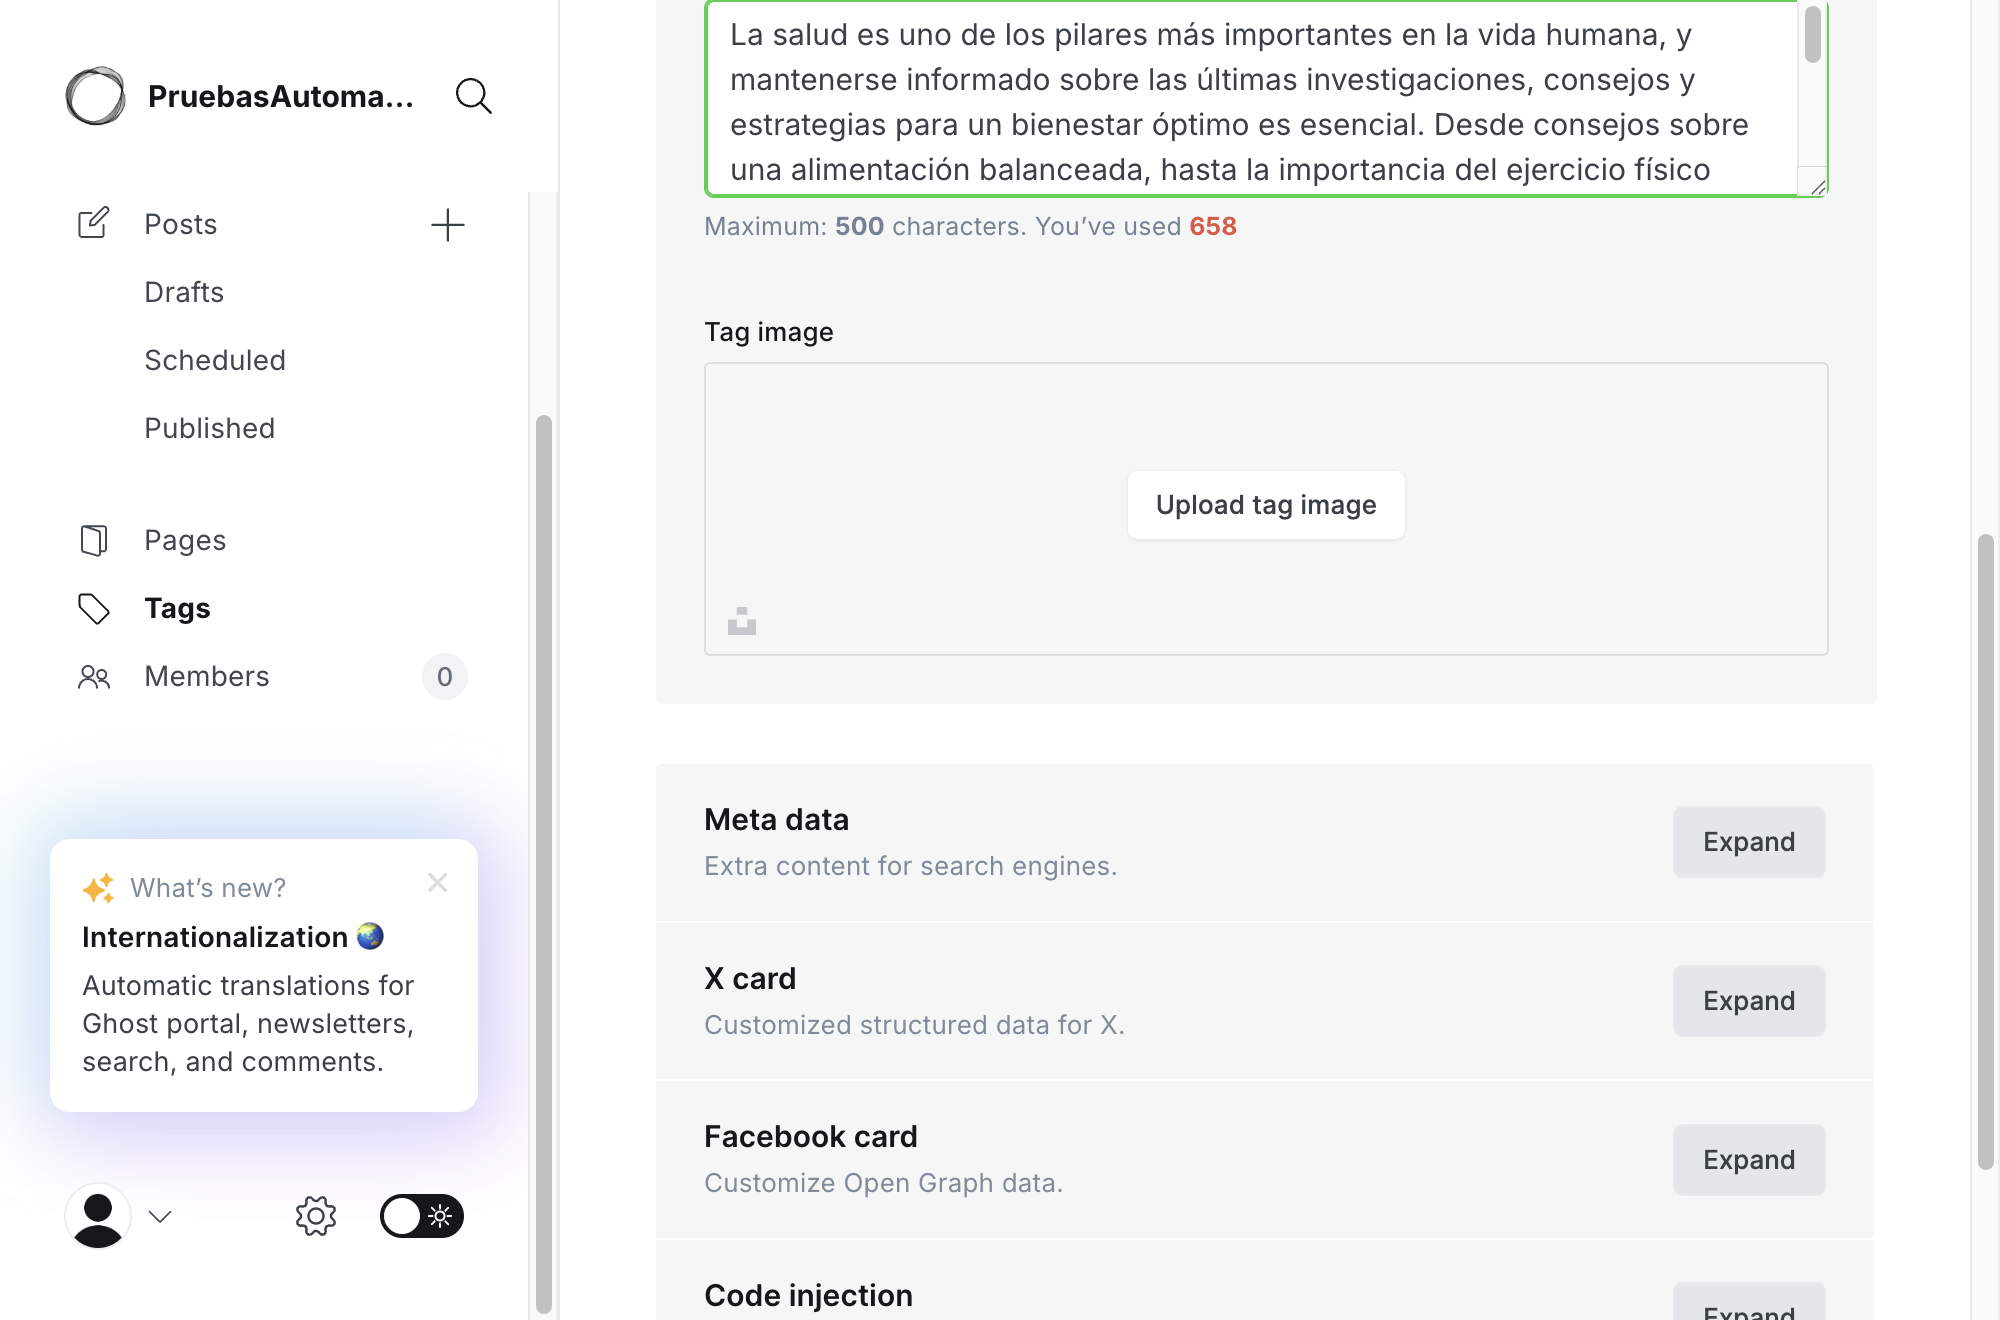 PruebasAutoma...
Posts
Drafts
Scheduled
Published
Pages
Tags
Members
0
What’s new?
Internationalization
Automatic translations for
Ghost portal, newsletters,
search, and comments.
La salud es uno de los pilares más importantes en la vida humana, y
mantenerse informado sobre las últimas investigaciones, consejos y
estrategias para un bienestar óptimo es esencial. Desde consejos sobre
una alimentación balanceada, hasta la importancia del ejercicio físico
Maximum: 500 characters. You’ve used 658
Tag image
Upload tag image
Meta data
Extra content for search engines.
Expand
X card
Customized structured data for X.
Expand
Facebook card
Customize Open Graph data.
Expand
Code injection
Expand